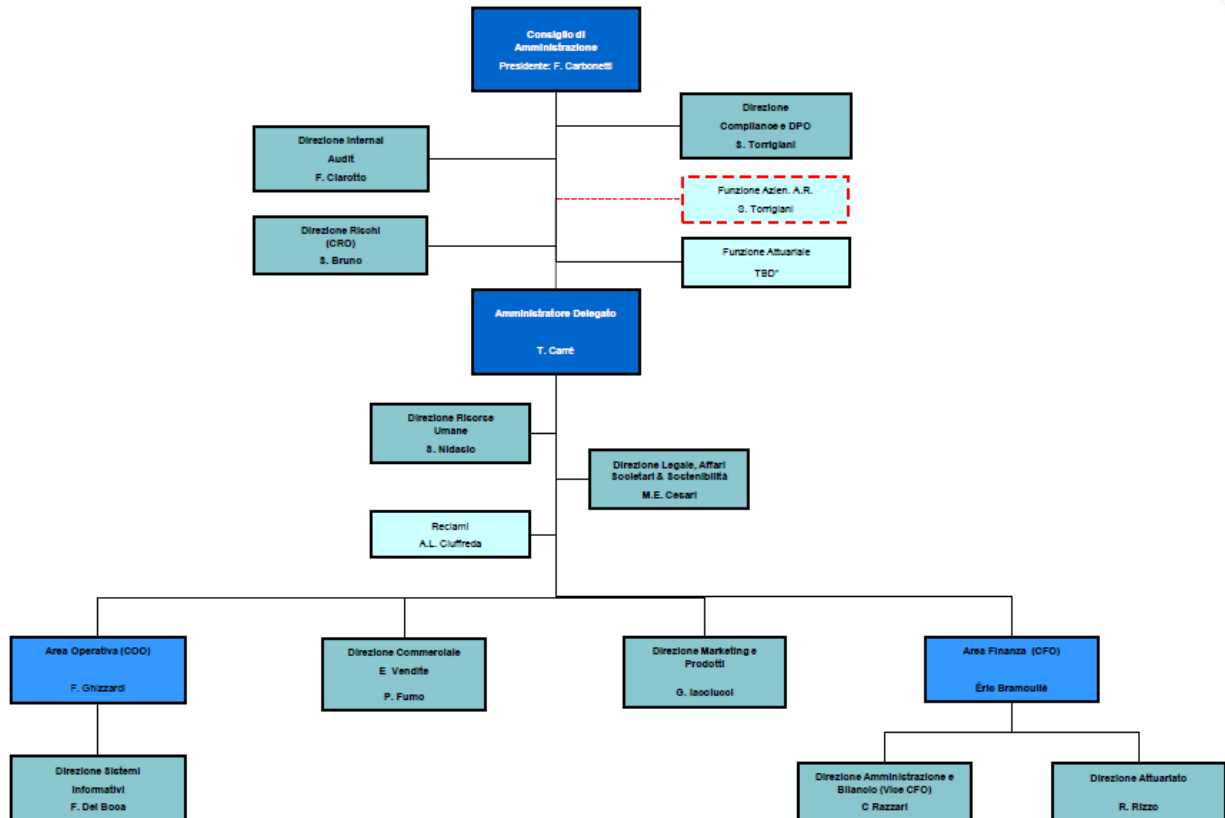 Consiglio di
Amministrazione
Presidente: F. Carbonetti
Direzione
Compliance e DPO
S. Torrigiani
Direzione Internal
Audit
F. Ciarotto
Funzione Azien. A.R.
S. Torrigiani
Direzione Rischi
(CRO)
S. Bruno
Funzione Attuariale
TBD*
Amministratore Delegato
T. Carrè
Direzione Risorse
Umane
S. Nidasio
Direzione Legale, Affari
Societari & Sostenibilità
M.E. Cesari
Reclami
A.L. Ciuffreda
Area Operativa (COO)
F. Ghizzardi
Direzione Commerciale
E Vendite
P. Fumo
Direzione Marketing e
Prodotti
G. Iacciucci
Area Finanza (CFO)
Éric Bramoullé
Direzione Sistemi
Informativi
F. Del Boca
Direzione Amministrazione e
Bilancio (Vice CFO)
C Razzari
Direzione Attuariato
R. Rizzo